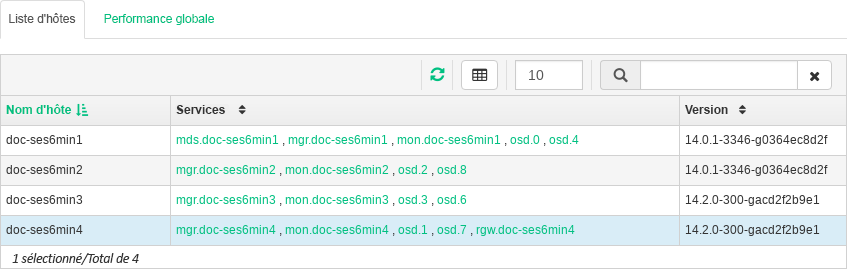 Liste d'hôtes Performance globale
10
Nom d'hôte Services Version
doc-ses6min1 mds.doc-ses6min1 , mgr.doc-ses6min1 , mon.doc-ses6min1 , osd.0 , osd.4 14.0.1-3346-g0364ec8d2f
doc-ses6min2 mgr.doc-ses6min2 , mon.doc-ses6min2 , osd.2 , osd.8 14.0.1-3346-g0364ec8d2f
doc-ses6min3 mgr.doc-ses6min3 , mon.doc-ses6min3 , osd.3 , osd.6 14.2.0-300-gacd2f2b9e1
doc-ses6min4 mgr.doc-ses6min4 , mon.doc-ses6min4 , osd.1 , osd.7 , rgw.doc-ses6min4 14.2.0-300-gacd2f2b9e1
1 sélectionné/Total de 4